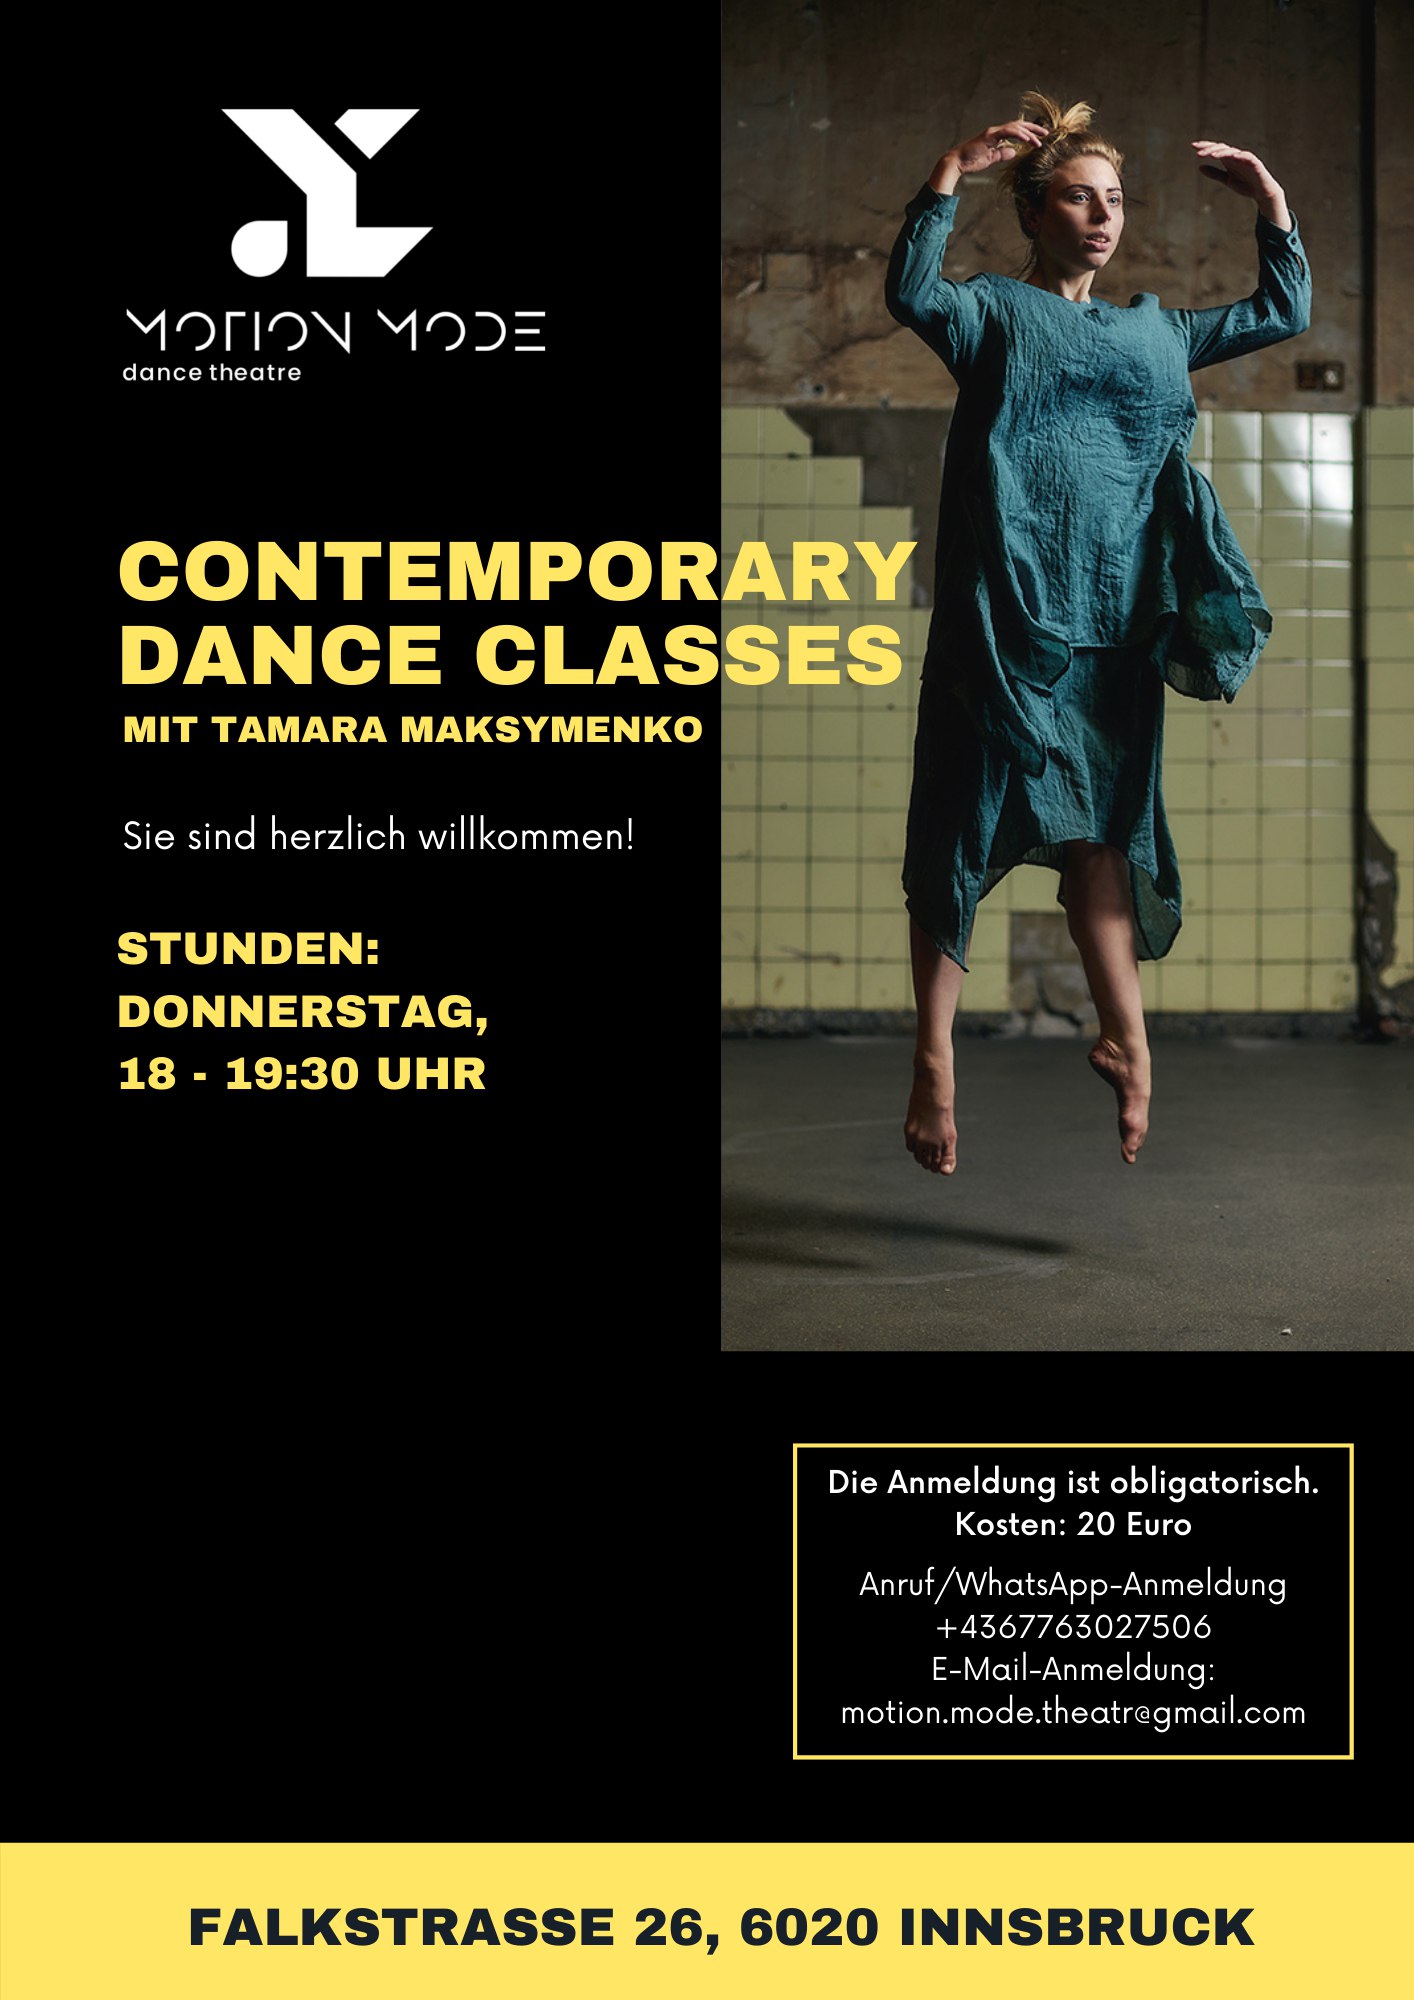 MOTION MODE
dance theatre
CONTEMPORARY
DANCE CLASSES
MIT TAMARA MAKSYMENKO
Sie sind herzlich willkommen!
STUNDEN:
DONNERSTAG,
18 - 19:30 UHR
Die Anmeldung ist obligatorisch.
Kosten: 20 Euro
Anruf/WhatsApp-Anmeldung
+4367763027506
E-Mail-Anmeldung:
motion.mode.theatr@gmail.com
FALKSTRASSE 26, 6020 INNSBRUCK